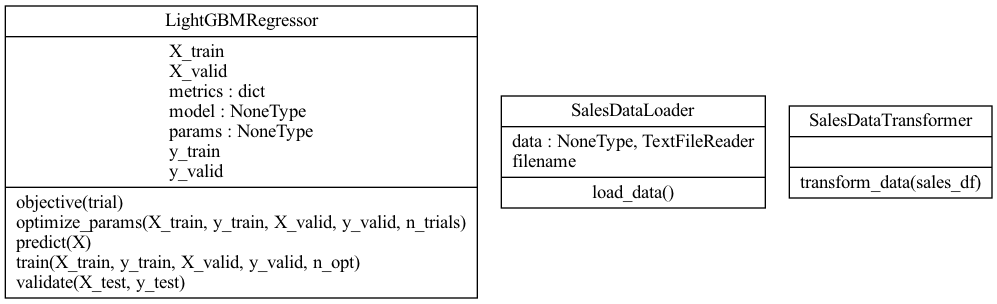 LightGBMRegressor
X_train
X_valid
metrics : dict
model : NoneType
params : NoneType
y_train
y_valid
objective(trial)
optimize_params(X_train, y_train, X_valid, y_valid, n_trials)
predict(X)
train(X_train, y_train, X_valid, y_valid, n_opt)
validate(X_test, y_test)
SalesDataLoader
data : NoneType, TextFileReader
filename
load_data()
SalesDataTransformer
transform_data(sales_df)